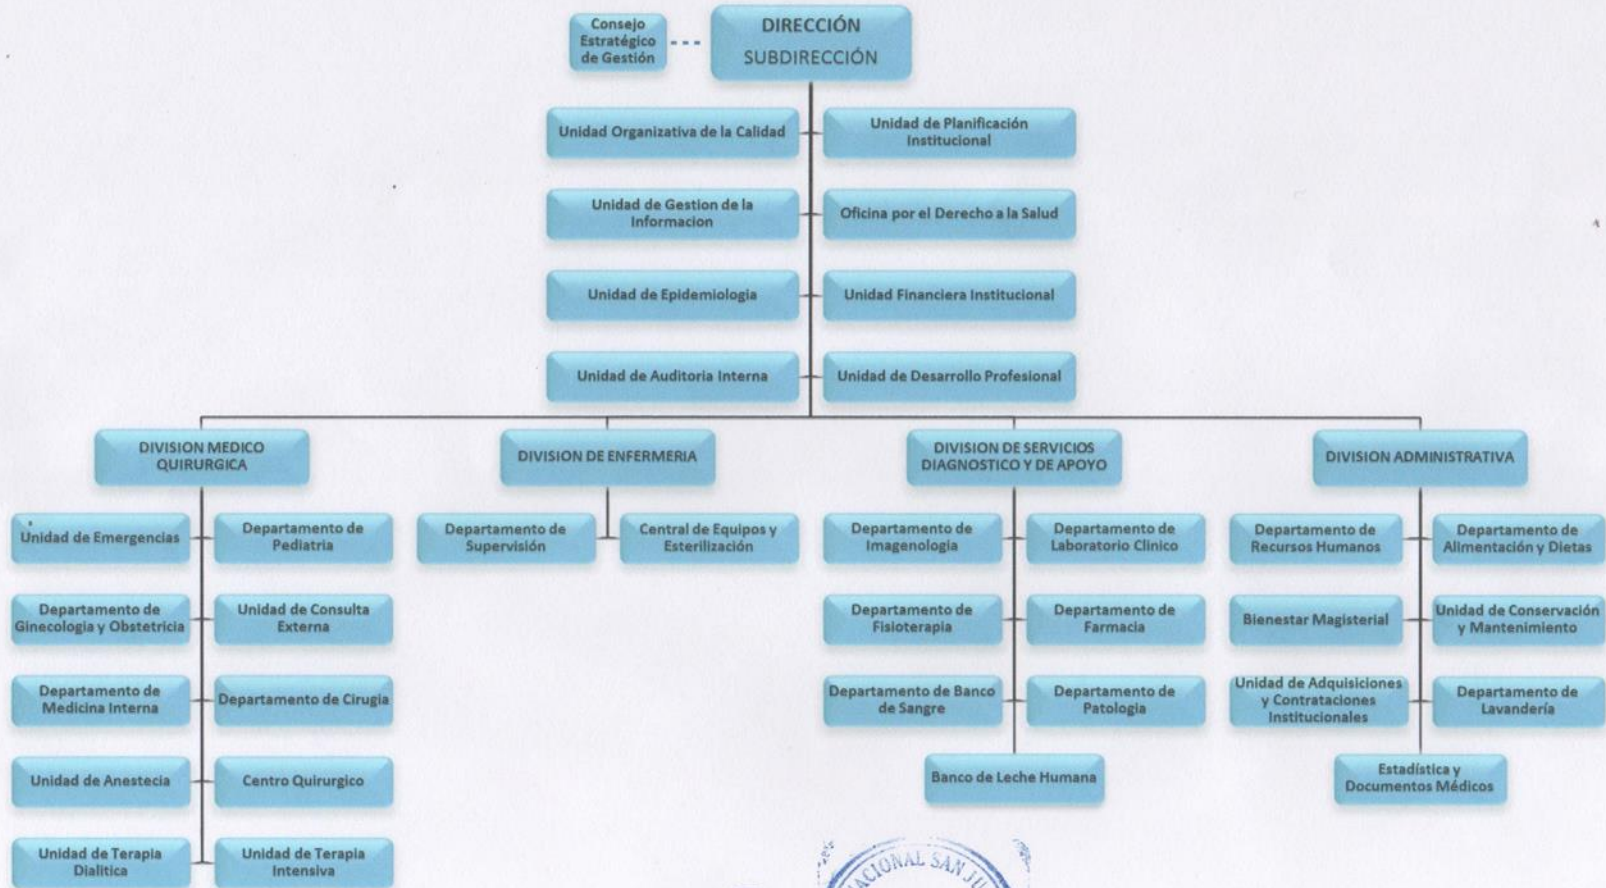 Consejo
Estratégico
de Gestión
DIRECCIÓN
SUBDIRECCIÓN
Unidad Organizativa de la Calidad
Unidad de Planificación
Institucional
Unidad de Gestion de la
Informacion
Oficina por el Derecho a la Salud
Unidad de Epidemiologia
Unidad Financiera Institucional
Unidad de Auditoria Interna
Unidad de Desarrollo Profesional
DIVISION MEDICO
QUIRURGICA
DIVISION DE ENFERMERIA
DIVISION DE SERVICIOS
DIAGNOSTICO Y DE APOYO
DIVISION ADMINISTRATIVA
Unidad de Emergencias
Departamento de
Pediatria
Departamento de
Supervisión
Central de Equipos y
Esterilización
Departamento de
Imagenologia
Departamento de
Laboratorio Clinico
Departamento de
Recursos Humanos
Departamento de
Alimentación y Dietas
Departamento de
Ginecologia y Obstetricia
Unidad de Consulta
Externa
Departamento de
Fisioterapia
Departamento de
Farmacia
Bienestar Magisterial
Unidad de Conservación
y Mantenimiento
Departamento de
Medicina Interna
Departamento de Cirugia
Departamento de Banco
de Sangre
Departamento de
Patologia
Unidad de Adquisiciones
y Contrataciones
Institucionales
Departamento de
Lavandería
Unidad de Anestecia
Centro Quirurgico
Banco de Leche Humana
Estadística y
Documentos Médicos
Unidad de Terapia
Dialitica
Unidad de Terapia
Intensiva
NACIONAL SAN JU